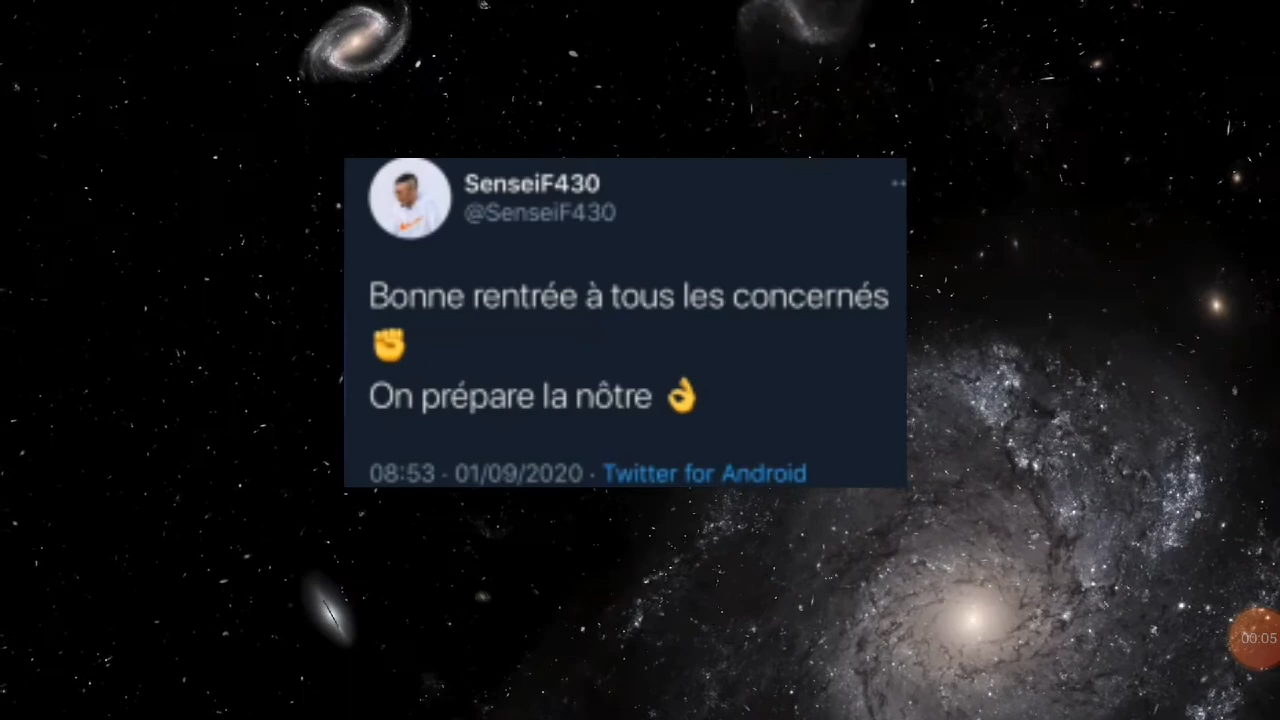 SenseiF430
@SenseiF430
Bonne rentrée à tous les concernés
✊
On prépare la nôtre 👌
08:53 · 01/09/2020 · Twitter for Android
00:05